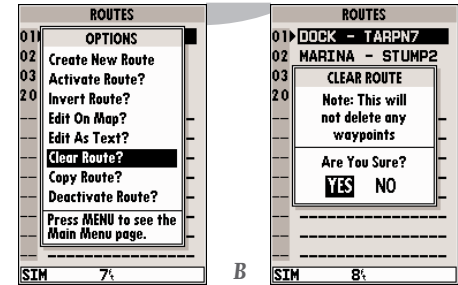 ROUTES
01
OPTIONS
02
Create New Route
03
Activate Route?
20
Invert Route?
Edit On Map?
Edit As Text?
Clear Route?
Copy Route?
Deactivate Route?
Press MENU to see the
Main Menu page.
SIM 7
B
ROUTES
01 DOCK - TARPN7
02 MARINA - STUMP2
03
CLEAR ROUTE
20
Note: This will
not delete any
waypoints
Are You Sure?
YES NO
SIM 8